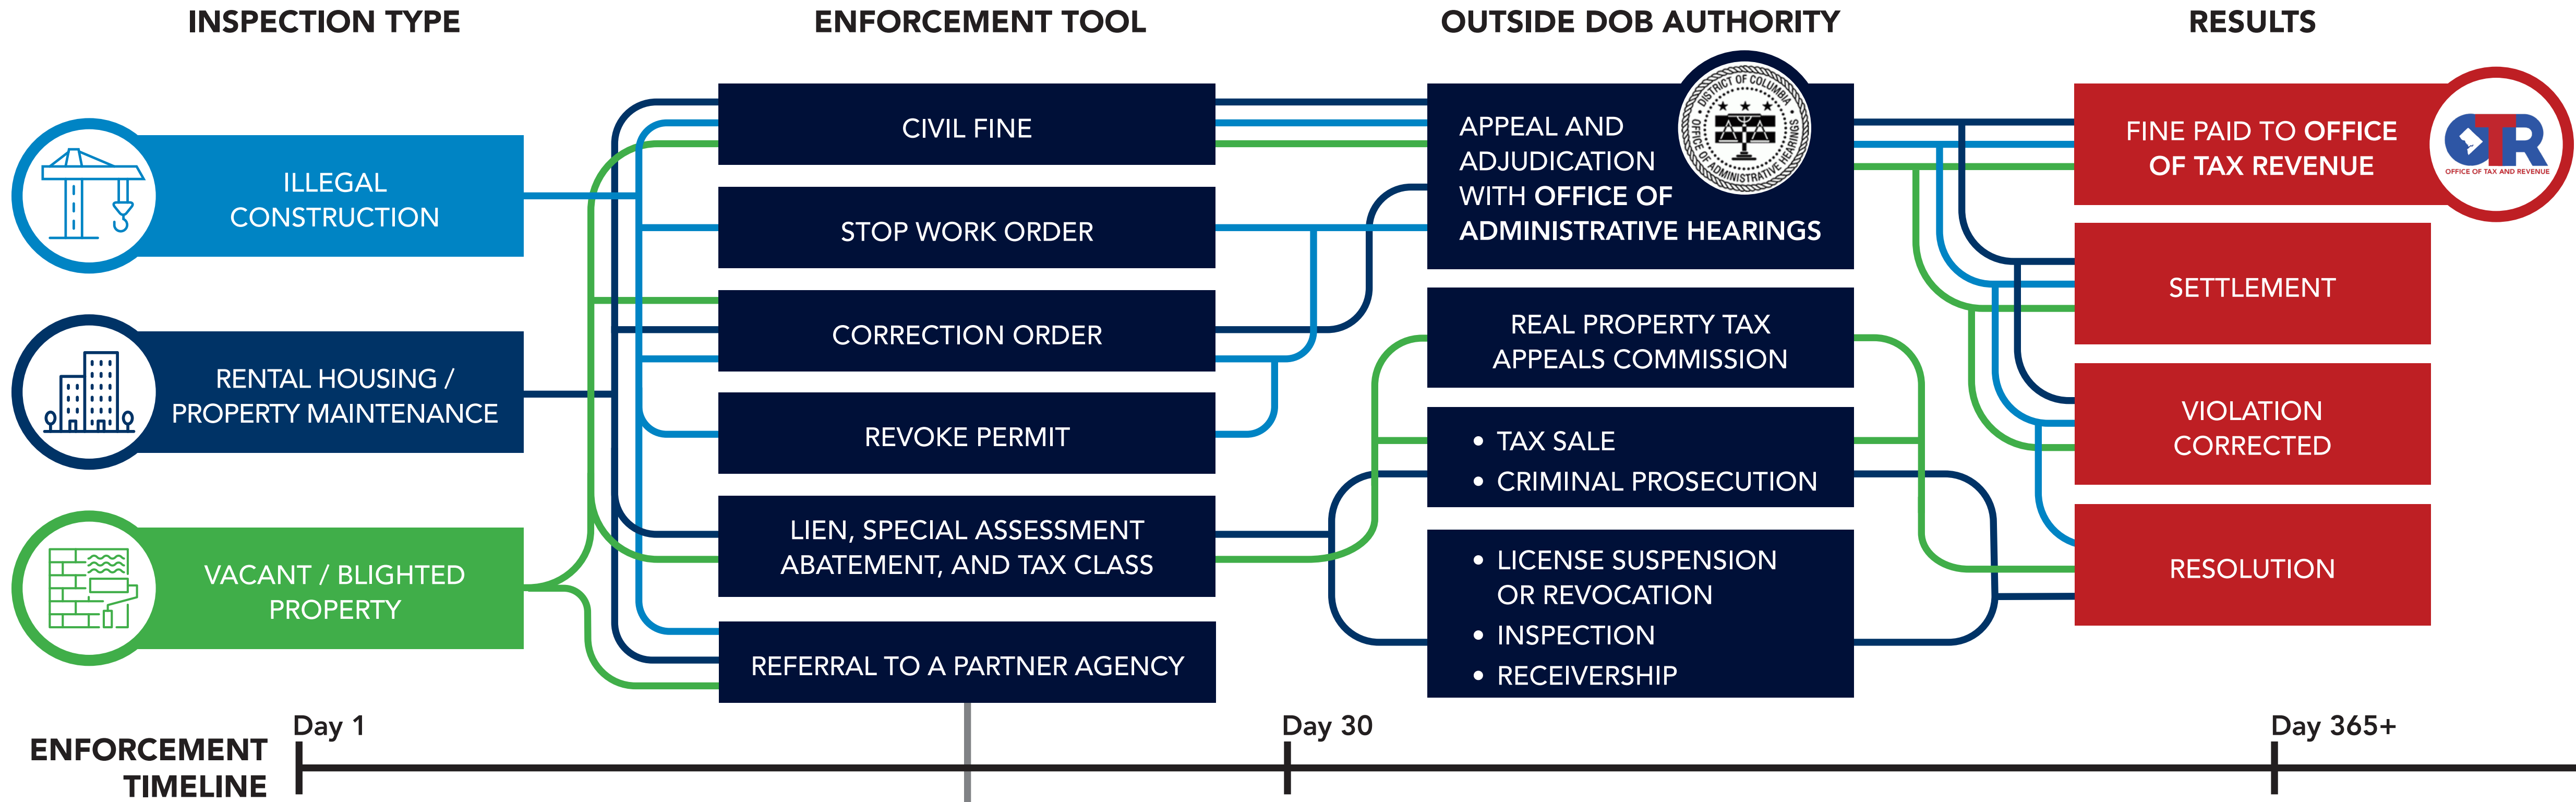 INSPECTION TYPE
ENFORCEMENT TOOL
OUTSIDE DOB AUTHORITY
RESULTS
ILLEGAL
CONSTRUCTION
RENTAL HOUSING /
PROPERTY MAINTENANCE
VACANT / BLIGHTED
PROPERTY
CIVIL FINE
STOP WORK ORDER
CORRECTION ORDER
REVOKE PERMIT
LIEN, SPECIAL ASSESSMENT
ABATEMENT, AND TAX CLASS
REFERRAL TO A PARTNER AGENCY
APPEAL AND
ADJUDICATION
WITH OFFICE OF
ADMINISTRATIVE HEARINGS
DISTRICT OF COLUMBIA
OFFICE OF ADMINISTRATIVE HEARINGS
REAL PROPERTY TAX
APPEALS COMMISSION
• TAX SALE
• CRIMINAL PROSECUTION
• LICENSE SUSPENSION
OR REVOCATION
• INSPECTION
• RECEIVERSHIP
FINE PAID TO OFFICE
OF TAX REVENUE
OTR
OFFICE OF TAX AND REVENUE
SETTLEMENT
VIOLATION
CORRECTED
RESOLUTION
ENFORCEMENT
TIMELINE
Day 1
Day 30
Day 365+